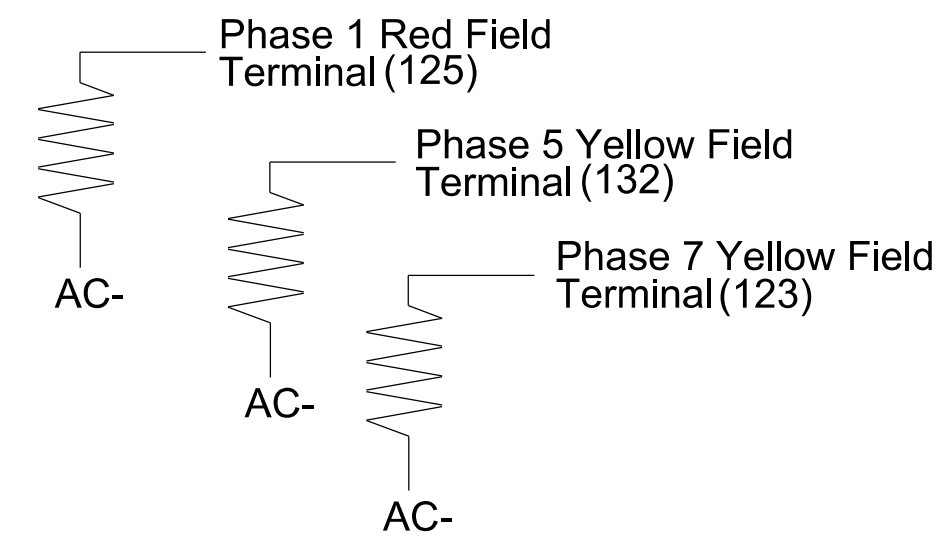 Phase 1 Red Field
Terminal (125)
Phase 5 Yellow Field
Terminal (132)
Phase 7 Yellow Field
Terminal (123)
AC-
AC-
AC-